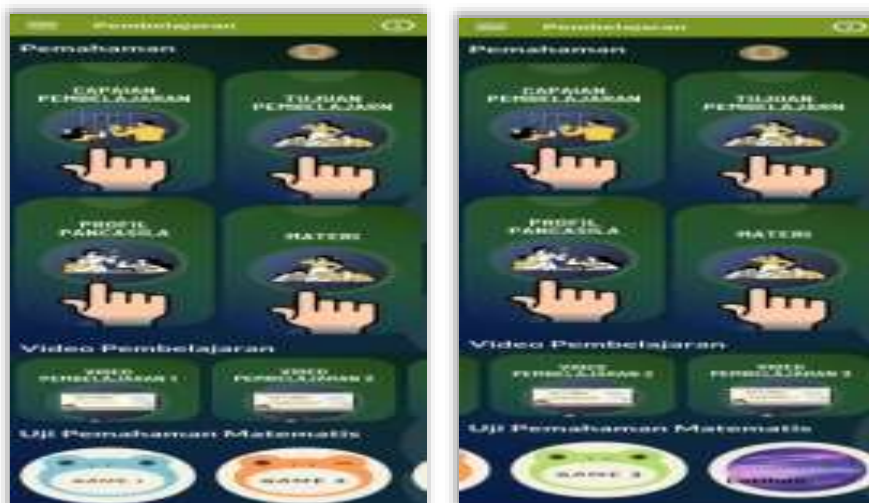 Pembelajaran
Pemahaman
CAPAIAN
PEMBELAJARAN
TUJUAN
PEMBELAJARN
PROFIL
PANCASILA
MATERI
Video Pembelajaran
VIDEO
PEMBELAJARAN 1
VIDEO
PEMBELAJARAN 2
Uji Pemahaman Matematis
GAME 1
GAME 2
Pembelajaran
Pemahaman
CAPAIAN
PEMBELAJARAN
TUJUAN
PEMBELAJARN
PROFIL
PANCASILA
MATERI
Video Pembelajaran
VIDEO
PEMBELAJARAN 2
VIDEO
PEMBELAJARAN 3
Uji Pemahaman Matematis
GAME 3